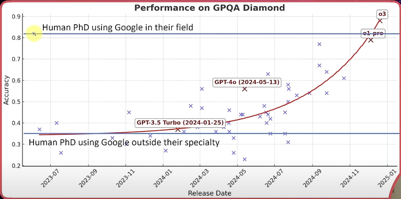 Performance on GPQA Diamond
o3
0.9
Human PhD using Google in their field
o1 pro
0.8
0.7
GPT-4o (2024-05-13)
0.6
Accuracy
0.5
GPT-3.5 Turbo (2024-01-25)
0.4
0.3
Human PhD using Google outside their specialty
0.2
2023-07
2023-09
2023-11
2024-01
2024-03
2024-05
2024-07
2024-09
2024-11
2025-01
Release Date